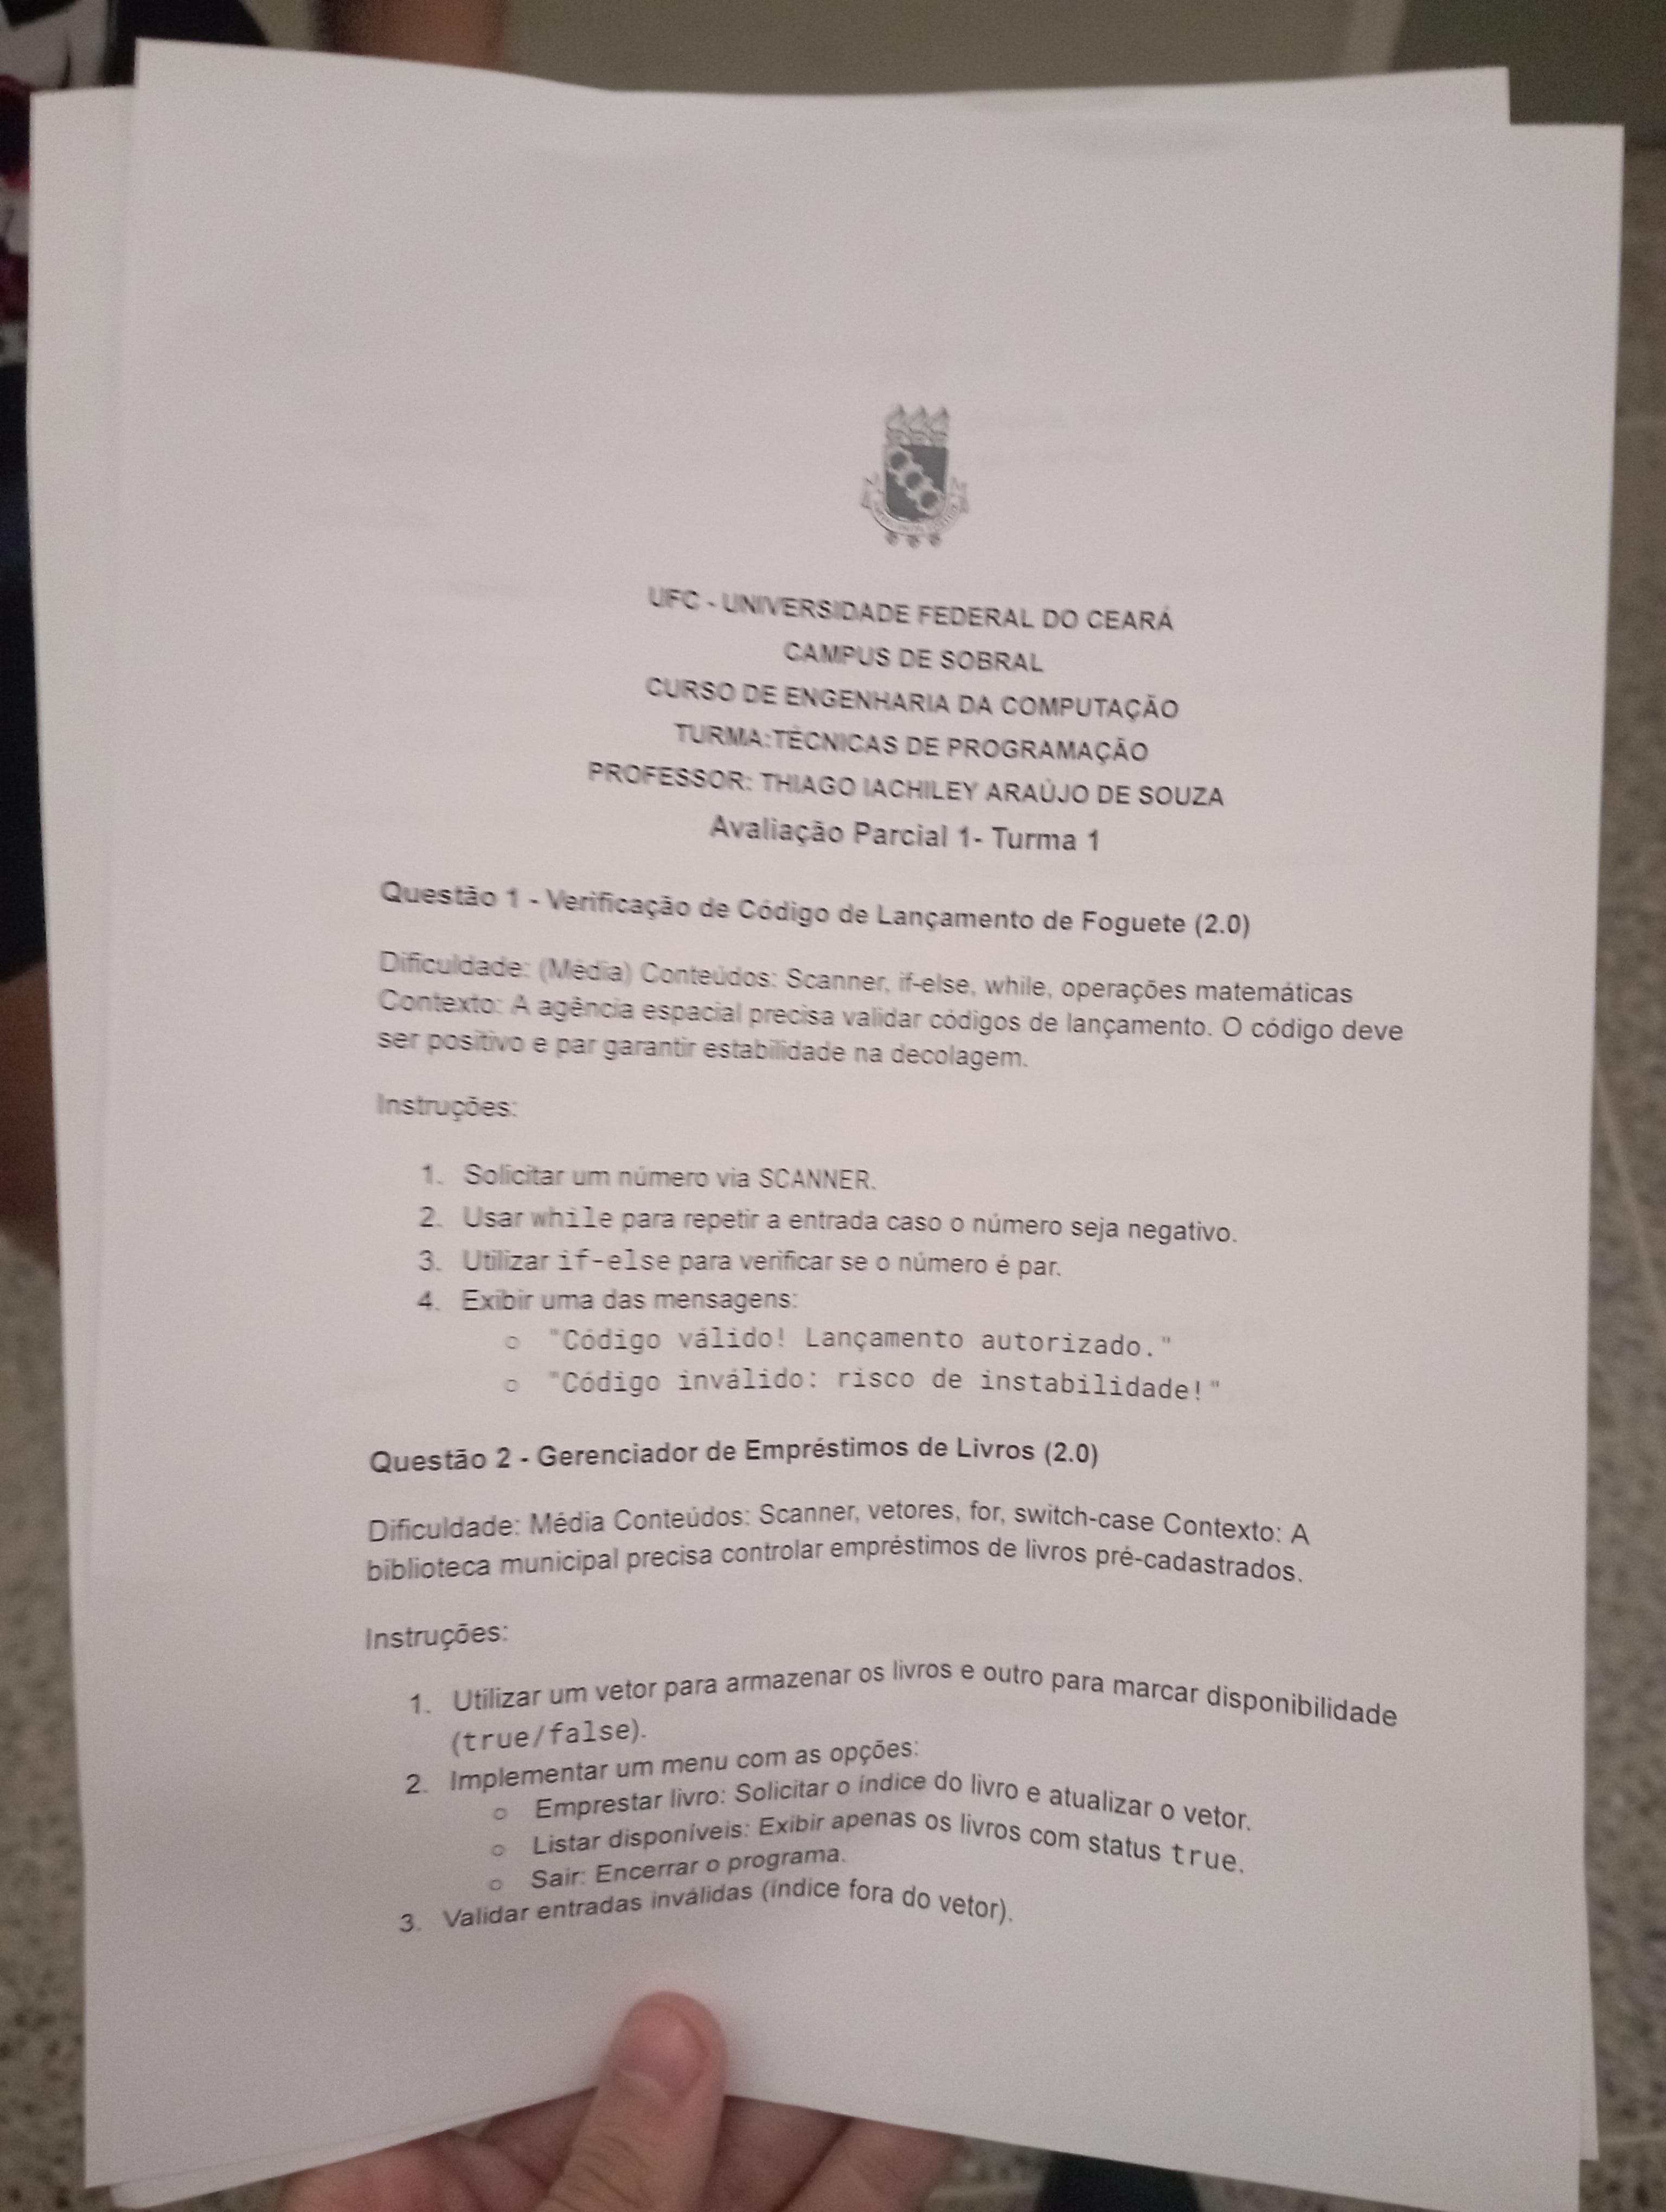 UFC - UNIVERSIDADE FEDERAL DO CEARÁ
CAMPUS DE SOBRAL
CURSO DE ENGENHARIA DA COMPUTAÇÃO
TURMA:TÉCNICAS DE PROGRAMAÇÃO
PROFESSOR: THIAGO IACHILEY ARAÚJO DE SOUZA
Avaliação Parcial 1- Turma 1
Questão 1 - Verificação de Código de Lançamento de Foguete (2.0)
Dificuldade: (Média) Conteúdos: Scanner, if-else, while, operações matemáticas
Contexto: A agência espacial precisa validar códigos de lançamento. O código deve
ser positivo e par garantir estabilidade na decolagem.
Instruções:
1. Solicitar um número via SCANNER.
2. Usar while para repetir a entrada caso o número seja negativo.
3. Utilizar if-else para verificar se o número é par.
4. Exibir uma das mensagens:
○ "Código válido! Lançamento autorizado."
○ "Código inválido: risco de instabilidade!"
Questão 2 - Gerenciador de Empréstimos de Livros (2.0)
Dificuldade: Média Conteúdos: Scanner, vetores, for, switch-case Contexto: A
biblioteca municipal precisa controlar empréstimos de livros pré-cadastrados.
Instruções:
1. Utilizar um vetor para armazenar os livros e outro para marcar disponibilidade
(true/false).
2. Implementar um menu com as opções:
○ Emprestar livro: Solicitar o índice do livro e atualizar o vetor.
○ Listar disponíveis: Exibir apenas os livros com status true.
○ Sair: Encerrar o programa.
3. Validar entradas inválidas (índice fora do vetor).